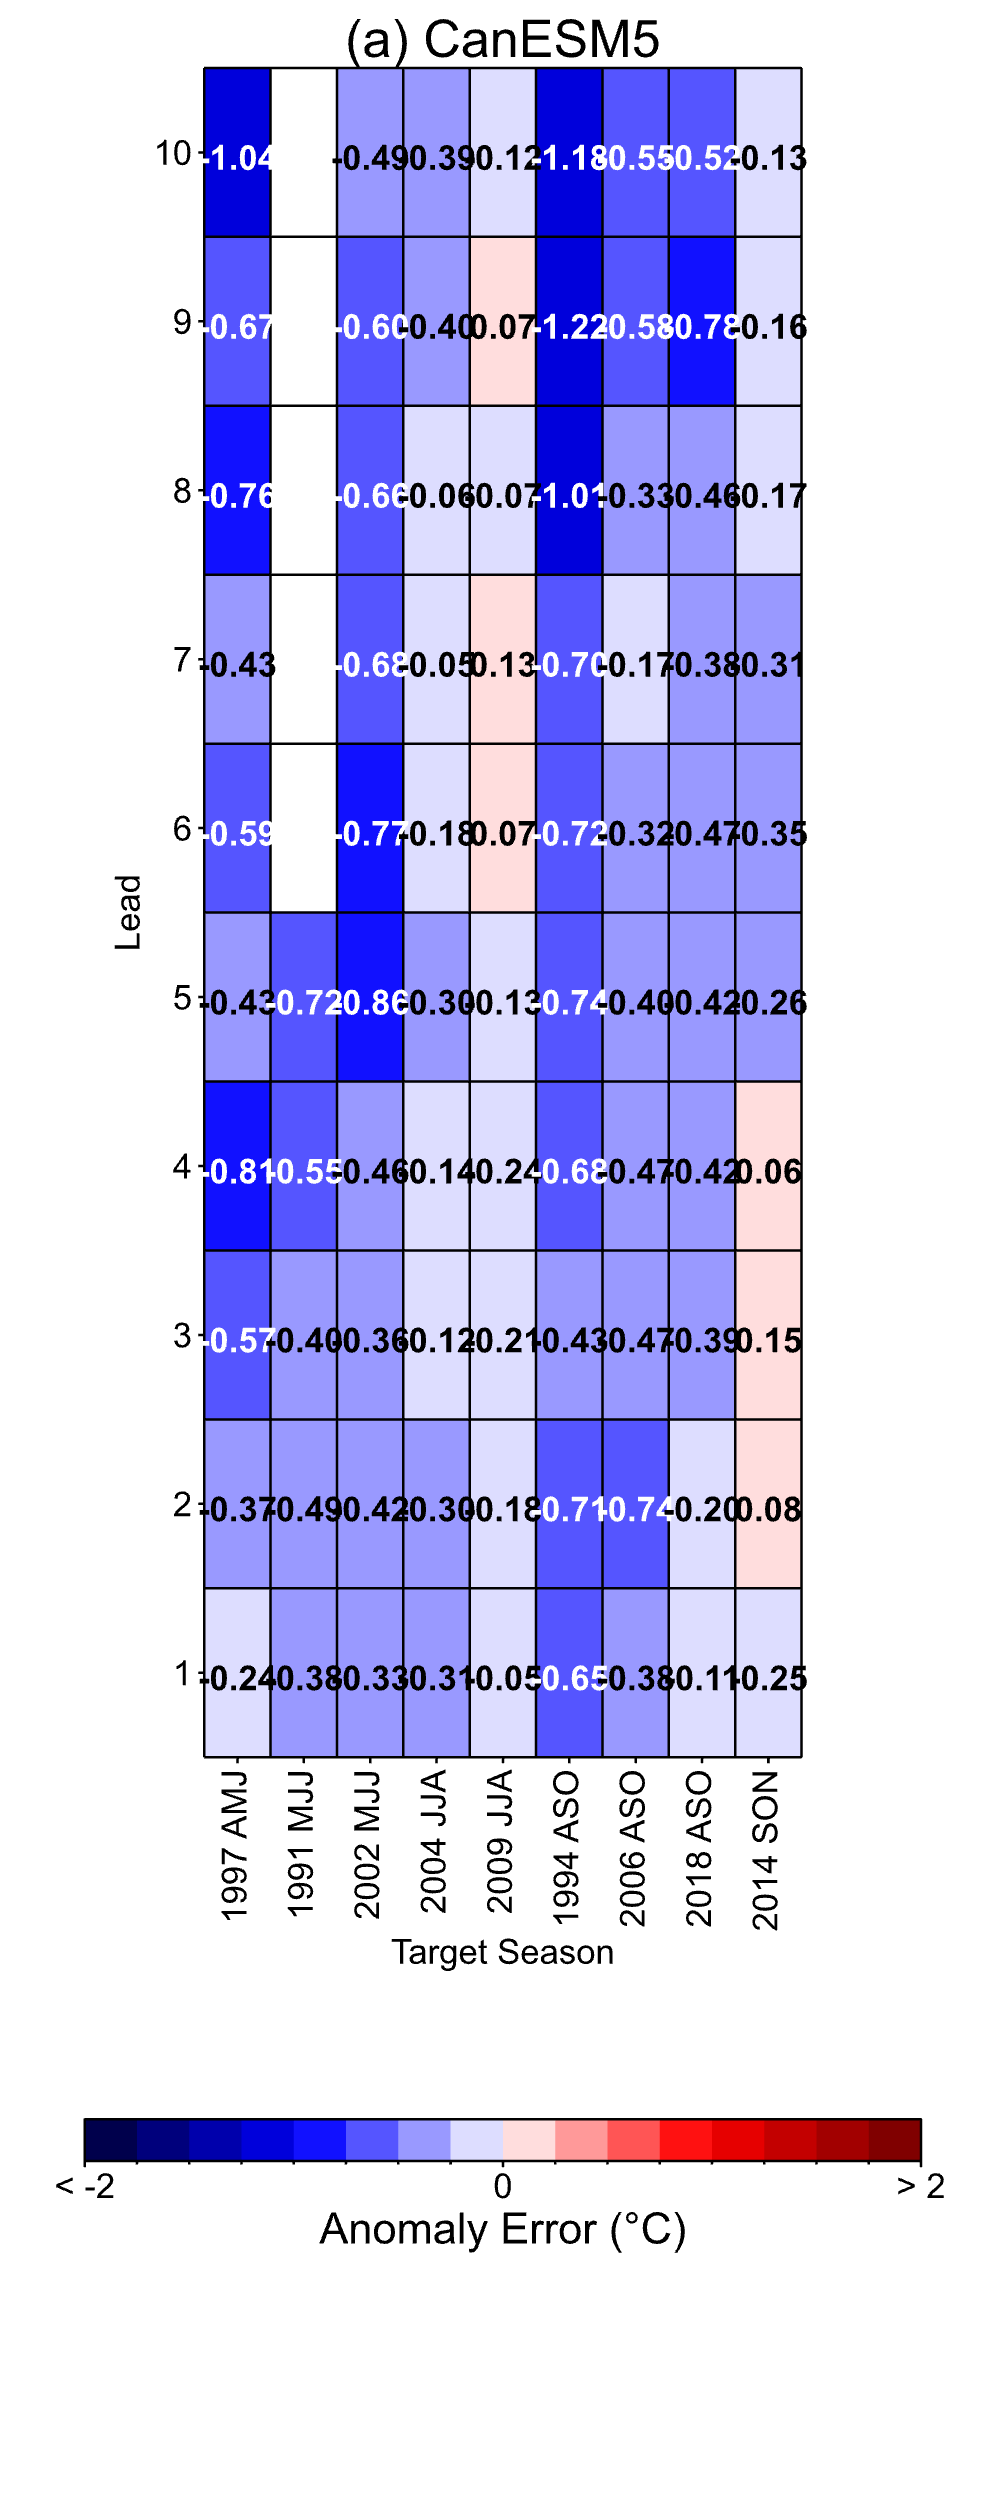 (a) CanESM5
10 -1.04 -0.49 -0.39 -0.12 -1.18 -0.55 -0.52 -0.13
9 -0.67 -0.60 -0.40 0.07 -1.22 -0.58 -0.78 -0.16
8 -0.76 -0.66 -0.06 -0.07 -1.01 -0.33 -0.46 -0.17
7 -0.43 -0.68 -0.05 0.13 -0.70 -0.17 -0.38 -0.31
6 -0.59 -0.77 -0.18 0.07 -0.72 -0.32 -0.47 -0.35
Lead
5 -0.43 -0.72 -0.86 -0.30 -0.13 -0.74 -0.40 -0.42 -0.26
4 -0.81 -0.55 -0.46 -0.14 -0.24 -0.68 -0.47 -0.42 0.06
3 -0.57 -0.40 -0.36 -0.12 -0.21 -0.43 -0.47 -0.39 0.15
2 -0.37 -0.49 -0.42 -0.30 -0.18 -0.71 -0.74 -0.20 0.08
1 -0.24 -0.38 -0.33 -0.31 -0.05 -0.65 -0.38 -0.11 -0.25
1997 AMJ
1991 MJJ
2002 MJJ
2004 JJA
2009 JJA
1994 ASO
2006 ASO
2018 ASO
2014 SON
Target Season
< -2 0 > 2
Anomaly Error (°C)